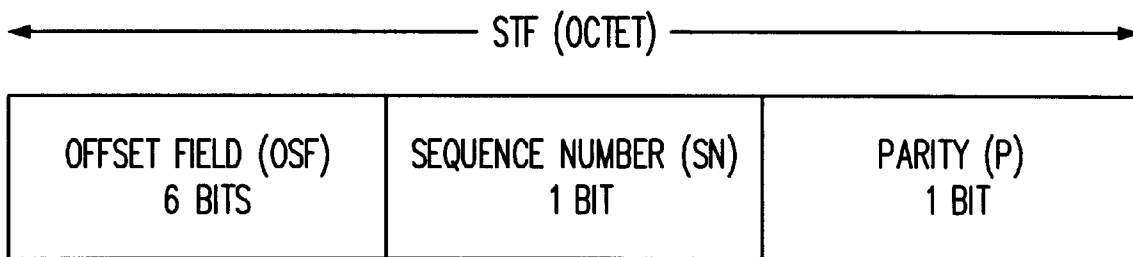 STF (OCTET)
OFFSET FIELD (OSF)
6 BITS
SEQUENCE NUMBER (SN)
1 BIT
PARITY (P)
1 BIT